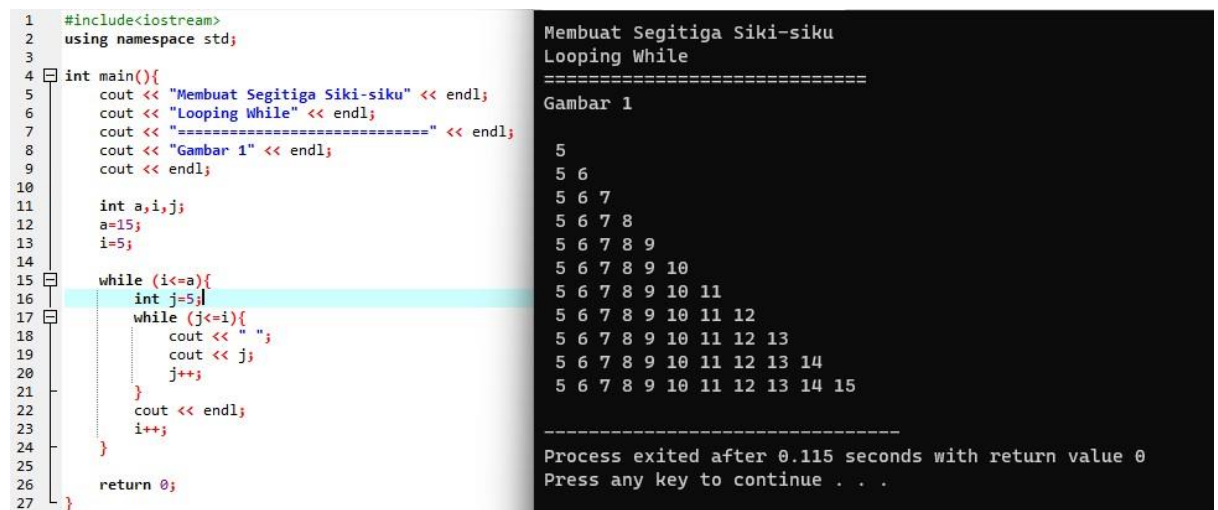 1 #include<iostream>
2 using namespace std;
3
4 int main(){
5 cout << "Membuat Segitiga Siki-siku" << endl;
6 cout << "Looping While" << endl;
7 cout << "=============================" << endl;
8 cout << "Gambar 1" << endl;
9 cout << endl;
10
11 int a,i,j;
12 a=15;
13 i=5;
14
15 while (i<=a){
16 int j=5;
17 while (j<=i){
18 cout << " ";
19 cout << j;
20 j++;
21 }
22 cout << endl;
23 i++;
24 }
25
26 return 0;
27 }
Membuat Segitiga Siki-siku
Looping While
=============================
Gambar 1
5
5 6
5 6 7
5 6 7 8
5 6 7 8 9
5 6 7 8 9 10
5 6 7 8 9 10 11
5 6 7 8 9 10 11 12
5 6 7 8 9 10 11 12 13
5 6 7 8 9 10 11 12 13 14
5 6 7 8 9 10 11 12 13 14 15
--------------------------------
Process exited after 0.115 seconds with return value 0
Press any key to continue . . .